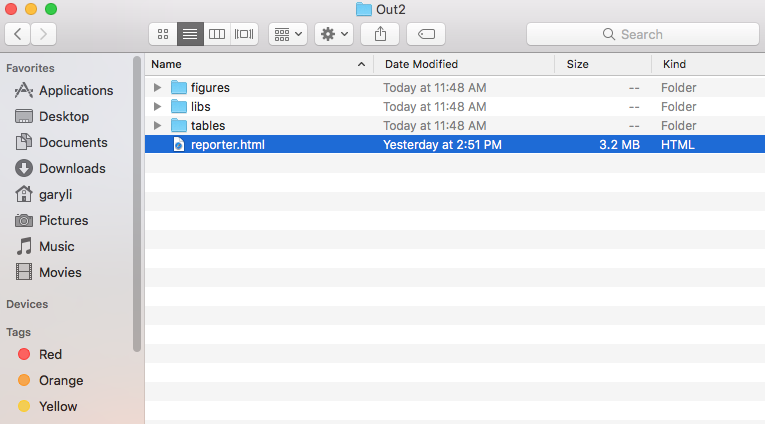 Out2
Search
Favorites
Applications
Desktop
Documents
Downloads
garyli
Pictures
Music
Movies
Devices
Tags
Red
Orange
Yellow
Name Date Modified Size Kind
figures Today at 11:48 AM -- Folder
libs Today at 11:48 AM -- Folder
tables Today at 11:48 AM -- Folder
reporter.html Yesterday at 2:51 PM 3.2 MB HTML